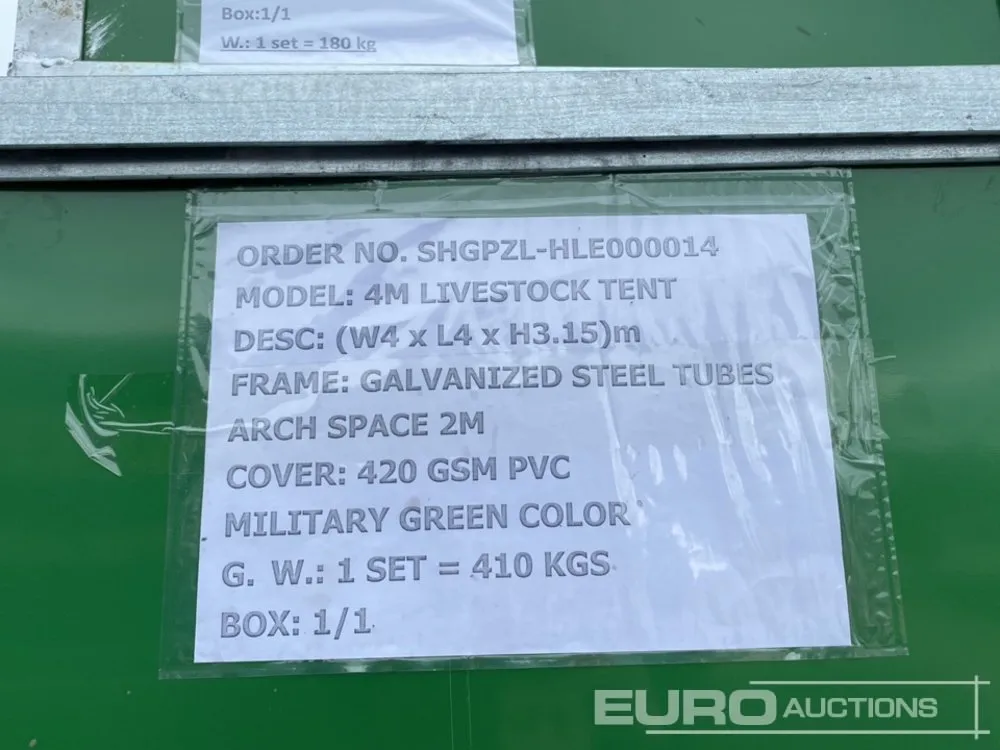 Box:1/1
W.: 1 set = 180 kg
ORDER NO. SHGPZL-HLE000014
MODEL: 4M LIVESTOCK TENT
DESC: (W4 x L4 x H3.15)m
FRAME: GALVANIZED STEEL TUBES
ARCH SPACE 2M
COVER: 420 GSM PVC
MILITARY GREEN COLOR
G. W.: 1 SET = 410 KGS
BOX: 1/1
EURO AUCTIONS